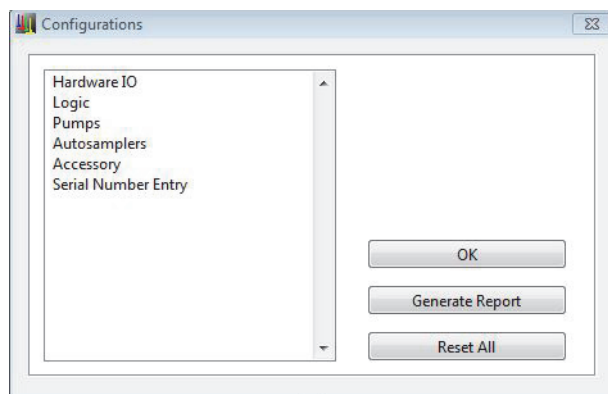 Configurations
Hardware IO
Logic
Pumps
Autosamplers
Accessory
Serial Number Entry
OK
Generate Report
Reset All